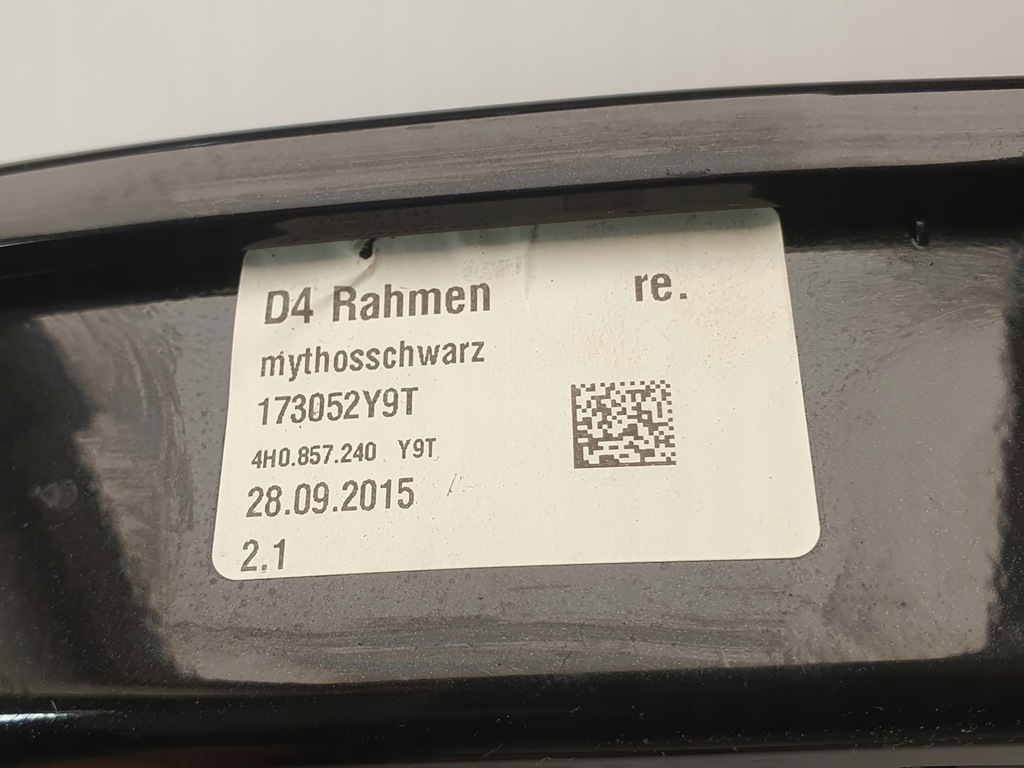 D4 Rahmen re.
mythosschwarz
173052Y9T
4H0.857.240 Y9T
28.09.2015
2.1